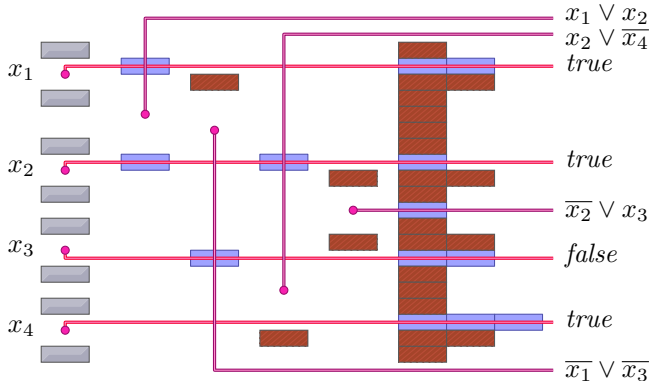 x₁ ∨ x₂
x₂ ∨ x̅₄
x₁
true
x₂
true
x̅₂ ∨ x₃
x₃
false
x₄
true
x̅₁ ∨ x̅₃